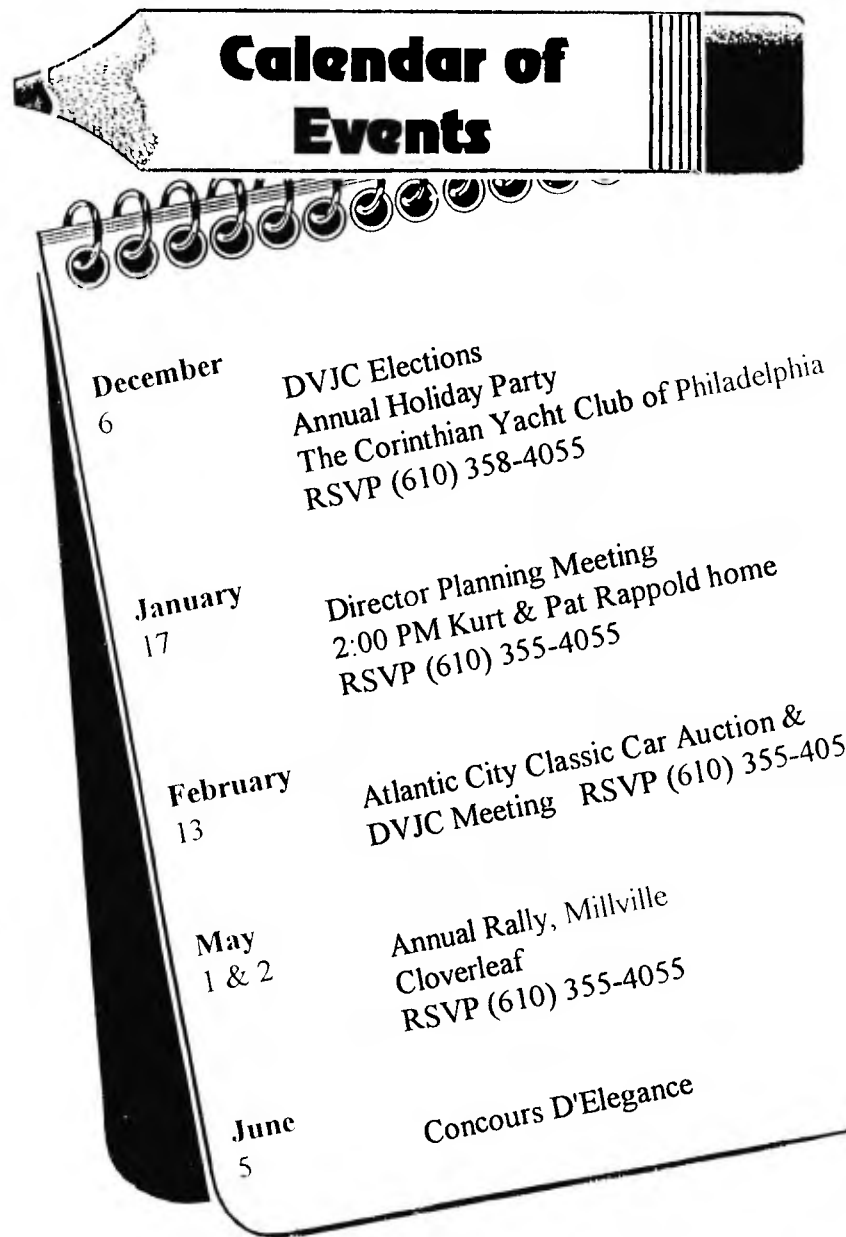 Calendar of
Events
December
6
DVJC Elections
Annual Holiday Party
The Corinthian Yacht Club of Philadelphia
RSVP (610) 358-4055
January
17
Director Planning Meeting
2:00 PM Kurt & Pat Rappold home
RSVP (610) 355-4055
February
13
Atlantic City Classic Car Auction &
DVJC Meeting RSVP (610) 355-405
May
1 & 2
Annual Rally, Millville
Cloverleaf
RSVP (610) 355-4055
June
5
Concours D'Elegance